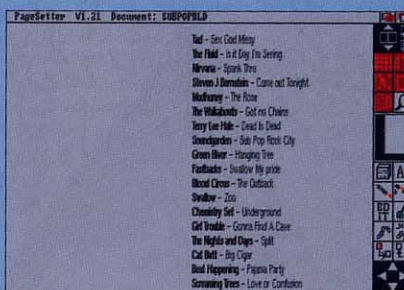 PageSetter V1.21 Document: SUBPOPBLD
Tad - Sex God Missy
The Fluid - Is it Day I'm Seeing
Nirvana - Spank Thru
Steven J Bernstein - Come out Tonight
Mudhoney - The Rose
The Walkabouts - Got no Chains
Terry Lee Hale - Dead Is Dead
Soundgarden - Sub Pop Rock City
Green River - Hanging Tree
Fastbacks - Swallow My pride
Blood Circus - The Outback
Swallow - Zoo
Chemistry Set - Underground
Girl Trouble - Gonna Find A Cave
The Nights and Days - Split
Cat Butt - Big Cigar
Beat Happening - Pajama Party
Screaming Trees - Love or Confusion
A
ED
IT